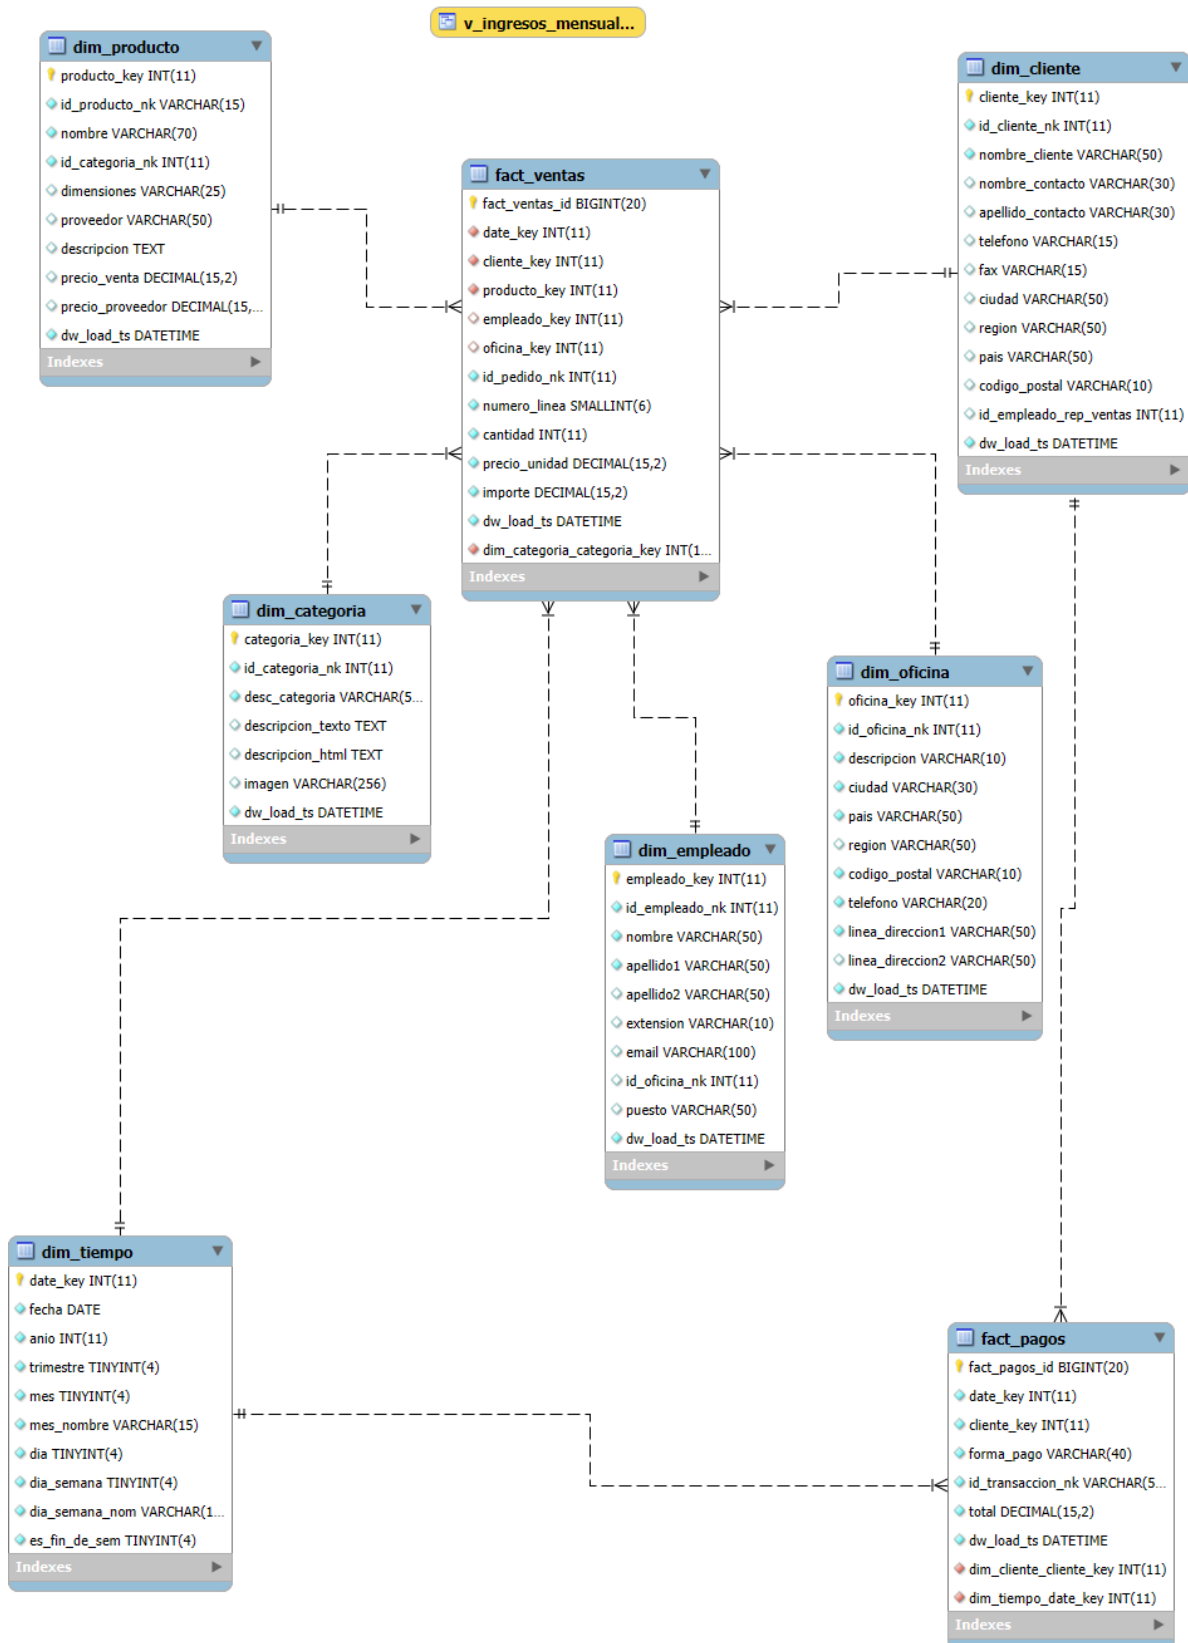 v_ingresos_mensual...
dim_producto
producto_key INT(11)
id_producto_nk VARCHAR(15)
nombre VARCHAR(70)
id_categoria_nk INT(11)
dimensiones VARCHAR(25)
proveedor VARCHAR(50)
descripcion TEXT
precio_venta DECIMAL(15,2)
precio_proveedor DECIMAL(15,...
dw_load_ts DATETIME
Indexes
dim_cliente
cliente_key INT(11)
id_cliente_nk INT(11)
nombre_cliente VARCHAR(50)
nombre_contacto VARCHAR(30)
apellido_contacto VARCHAR(30)
telefono VARCHAR(15)
fax VARCHAR(15)
ciudad VARCHAR(50)
region VARCHAR(50)
pais VARCHAR(50)
codigo_postal VARCHAR(10)
id_empleado_rep_ventas INT(11)
dw_load_ts DATETIME
Indexes
fact_ventas
fact_ventas_id BIGINT(20)
date_key INT(11)
cliente_key INT(11)
producto_key INT(11)
empleado_key INT(11)
oficina_key INT(11)
id_pedido_nk INT(11)
numero_linea SMALLINT(6)
cantidad INT(11)
precio_unidad DECIMAL(15,2)
importe DECIMAL(15,2)
dw_load_ts DATETIME
dim_categoria_categoria_key INT(1...
Indexes
dim_categoria
categoria_key INT(11)
id_categoria_nk INT(11)
desc_categoria VARCHAR(5...
descripcion_texto TEXT
descripcion_html TEXT
imagen VARCHAR(256)
dw_load_ts DATETIME
Indexes
dim_oficina
oficina_key INT(11)
id_oficina_nk INT(11)
descripcion VARCHAR(10)
ciudad VARCHAR(30)
pais VARCHAR(50)
region VARCHAR(50)
codigo_postal VARCHAR(10)
telefono VARCHAR(20)
linea_direccion1 VARCHAR(50)
linea_direccion2 VARCHAR(50)
dw_load_ts DATETIME
Indexes
dim_empleado
empleado_key INT(11)
id_empleado_nk INT(11)
nombre VARCHAR(50)
apellido1 VARCHAR(50)
apellido2 VARCHAR(50)
extension VARCHAR(10)
email VARCHAR(100)
id_oficina_nk INT(11)
puesto VARCHAR(50)
dw_load_ts DATETIME
Indexes
dim_tiempo
date_key INT(11)
fecha DATE
anio INT(11)
trimestre TINYINT(4)
mes TINYINT(4)
mes_nombre VARCHAR(15)
dia TINYINT(4)
dia_semana TINYINT(4)
dia_semana_nom VARCHAR(1...
es_fin_de_sem TINYINT(4)
Indexes
fact_pagos
fact_pagos_id BIGINT(20)
date_key INT(11)
cliente_key INT(11)
forma_pago VARCHAR(40)
id_transaccion_nk VARCHAR(5...
total DECIMAL(15,2)
dw_load_ts DATETIME
dim_cliente_cliente_key INT(11)
dim_tiempo_date_key INT(11)
Indexes